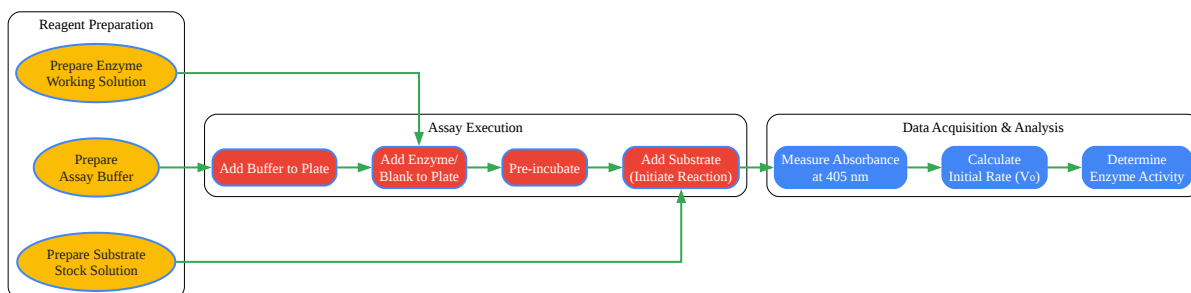 Reagent Preparation
Prepare Enzyme
Working Solution
Prepare
Assay Buffer
Prepare Substrate
Stock Solution
Assay Execution
Add Buffer to Plate
Add Enzyme/
Blank to Plate
Pre-incubate
Add Substrate
(Initiate Reaction)
Data Acquisition & Analysis
Measure Absorbance
at 405 nm
Calculate
Initial Rate (V₀)
Determine
Enzyme Activity